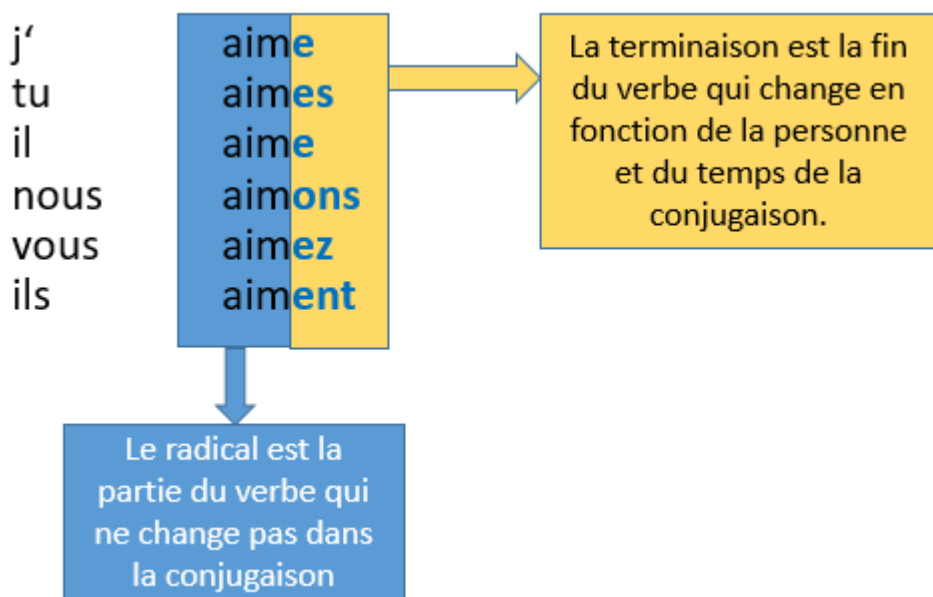 j‘ aime
tu aimes
il aime
nous aimons
vous aimez
ils aiment
La terminaison est la fin
du verbe qui change en
fonction de la personne
et du temps de la
conjugaison.
Le radical est la
partie du verbe qui
ne change pas dans
la conjugaison